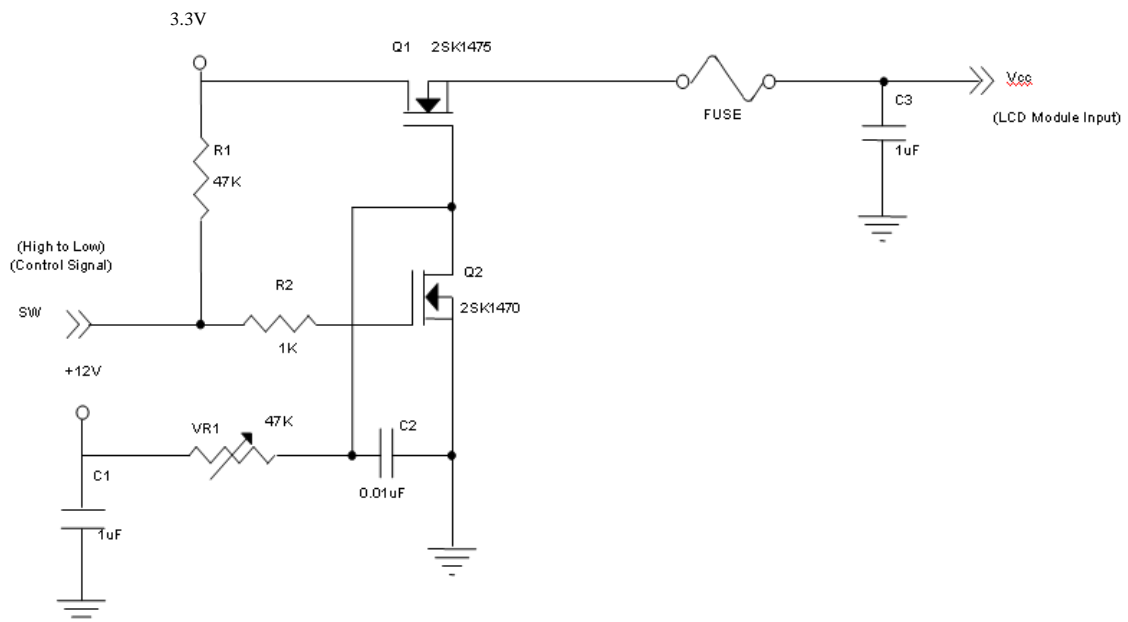 3.3V
Q1 2SK1475
Vcc
FUSE
C3
(LCD Module Input)
R1
47K
1uF
(High to Low)
(Control Signal)
Q2
R2
SW
2SK1470
1K
+12V
47K
VR1
C2
C1
0.01uF
1uF